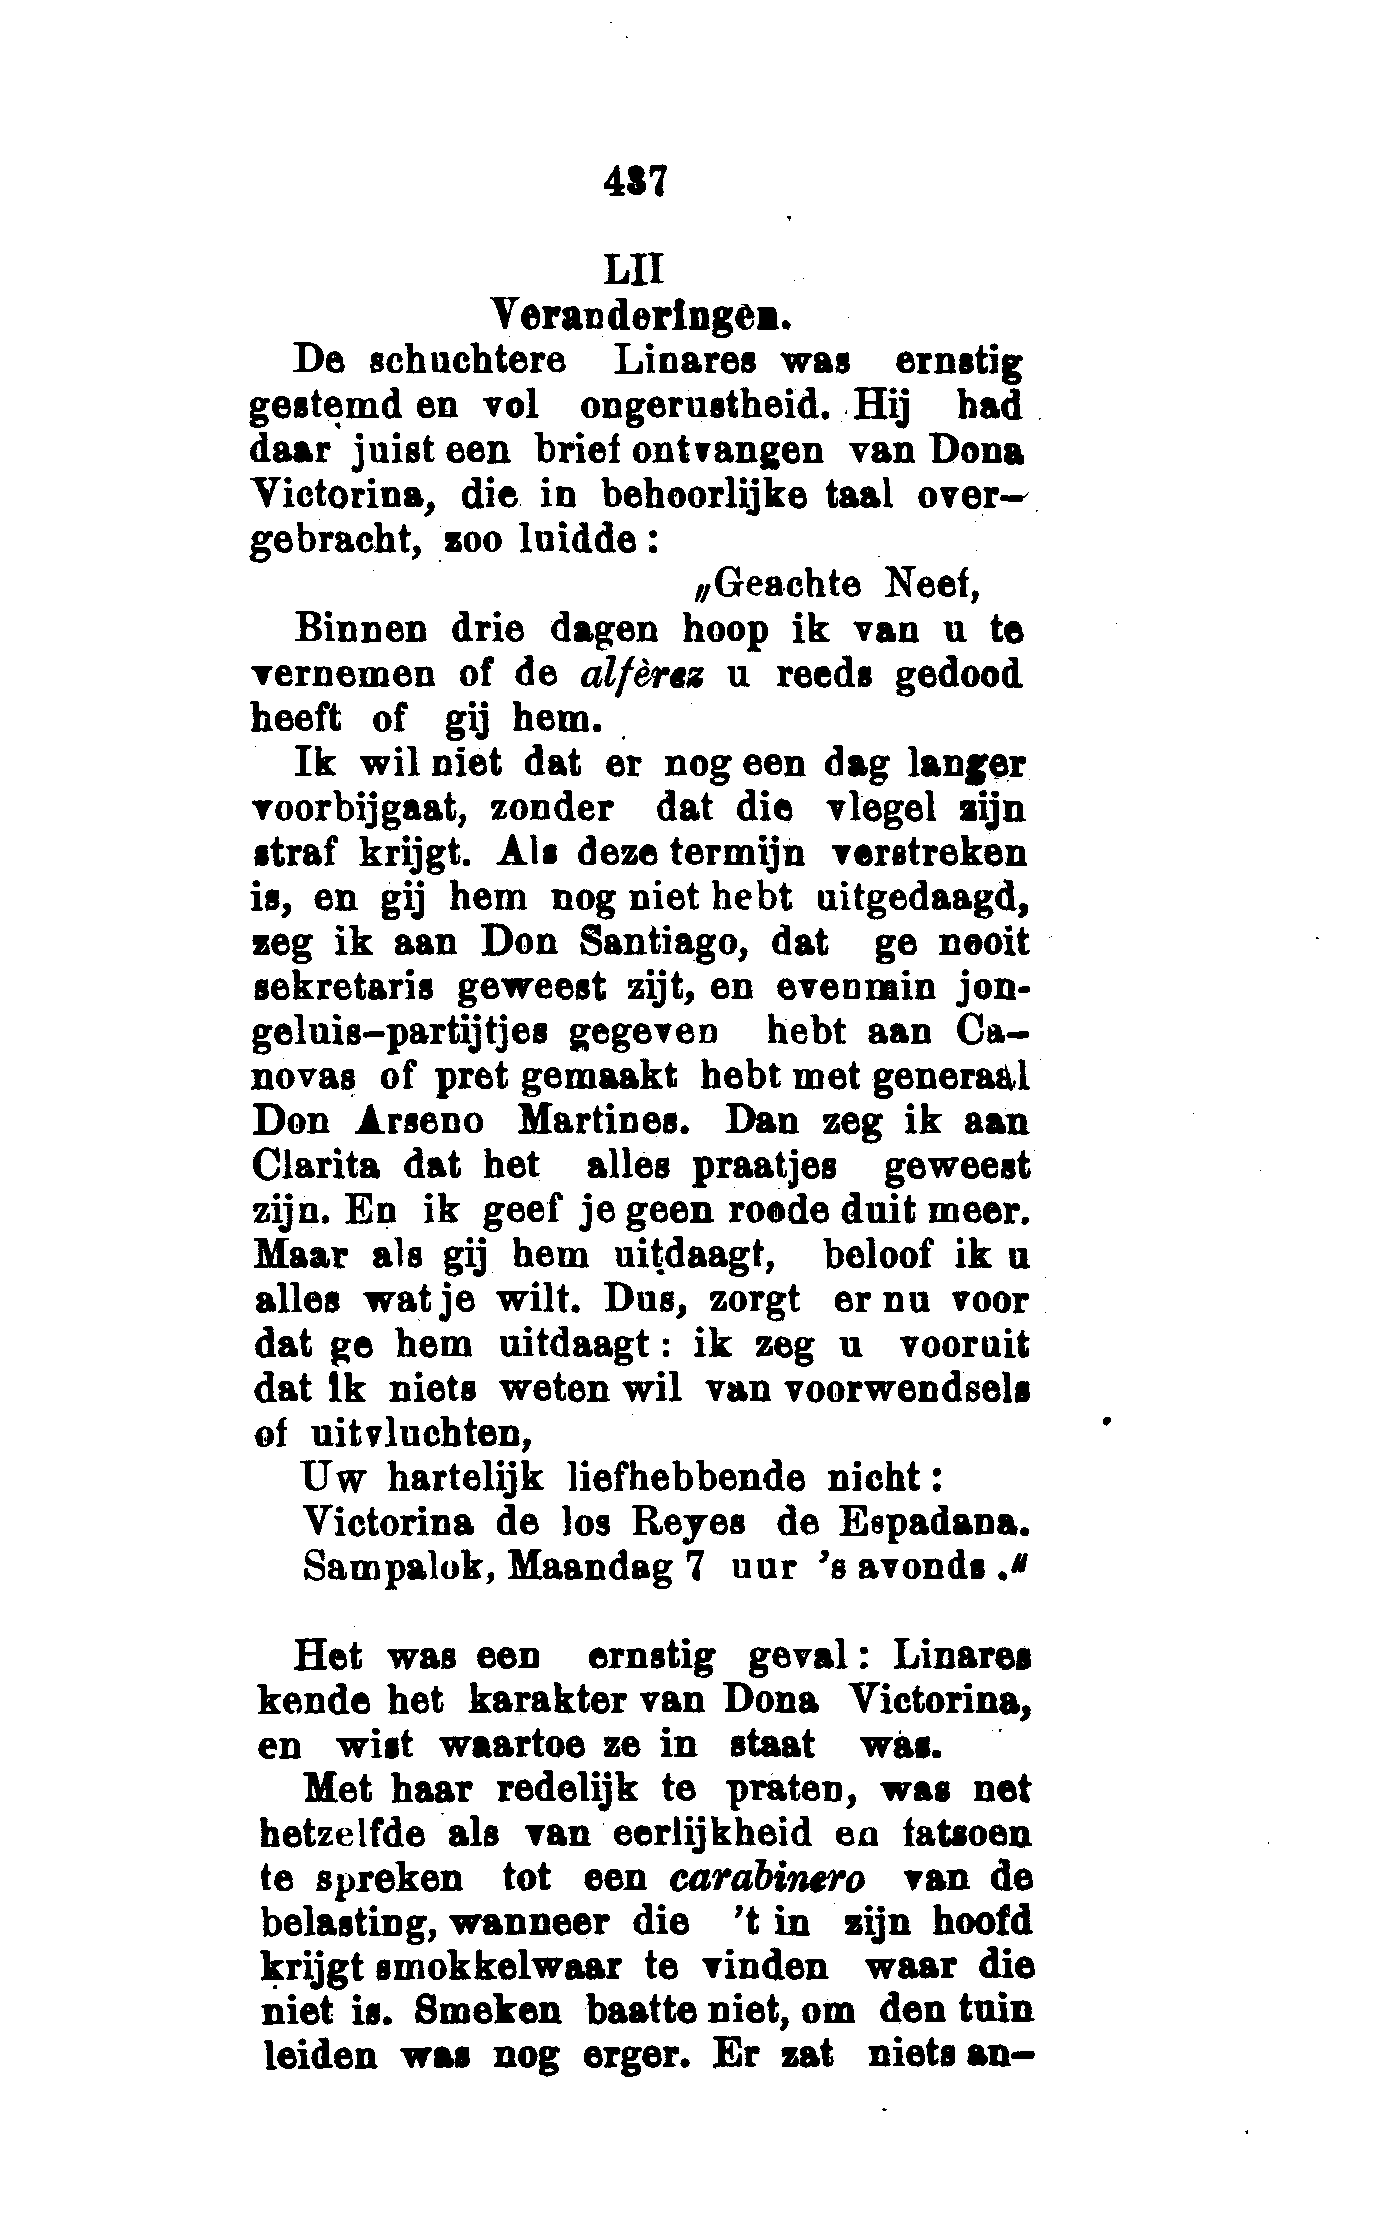 437
LII
Veranderingen.
De schuchtere Linares was ernstig
gestemd en vol ongerustheid. Hij had
daar juist een brief ontvangen van Dona
Victorina, die in behoorlijke taal over-
gebracht, zoo luidde:
„Geachte Neef,
Binnen drie dagen hoop ik van u te
vernemen of de alfèrez u reeds gedood
heeft of gij hem.
Ik wil niet dat er nog een dag langer
voorbijgaat, zonder dat die vlegel zijn
straf krijgt. Als deze termijn verstreken
is, en gij hem nog niet hebt uitgedaagd,
zeg ik aan Don Santiago, dat ge nooit
sekretaris geweest zijt, en evenmin jon-
geluis-partijtjes gegeven hebt aan Ca-
novas of pret gemaakt hebt met generaal
Don Arseno Martines. Dan zeg ik aan
Clarita dat het alles praatjes geweest
zijn. En ik geef je geen roode duit meer.
Maar als gij hem uitdaagt, beloof ik u
alles wat je wilt. Dus, zorgt er nu voor
dat ge hem uitdaagt: ik zeg u vooruit
dat ik niets weten wil van voorwendsels
of uitvluchten,
Uw hartelijk liefhebbende nicht:
Victorina de los Reyes de Espadana.
Sampalok, Maandag 7 uur 's avonds."
Het was een ernstig geval: Linares
kende het karakter van Dona Victorina,
en wist waartoe ze in staat was.
Met haar redelijk te praten, was net
hetzelfde als van eerlijkheid en fatsoen
te spreken tot een carabinero van de
belasting, wanneer die 't in zijn hoofd
krijgt smokkelwaar te vinden waar die
niet is. Smeken baatte niet, om den tuin
leiden was nog erger. Er zat niets an-